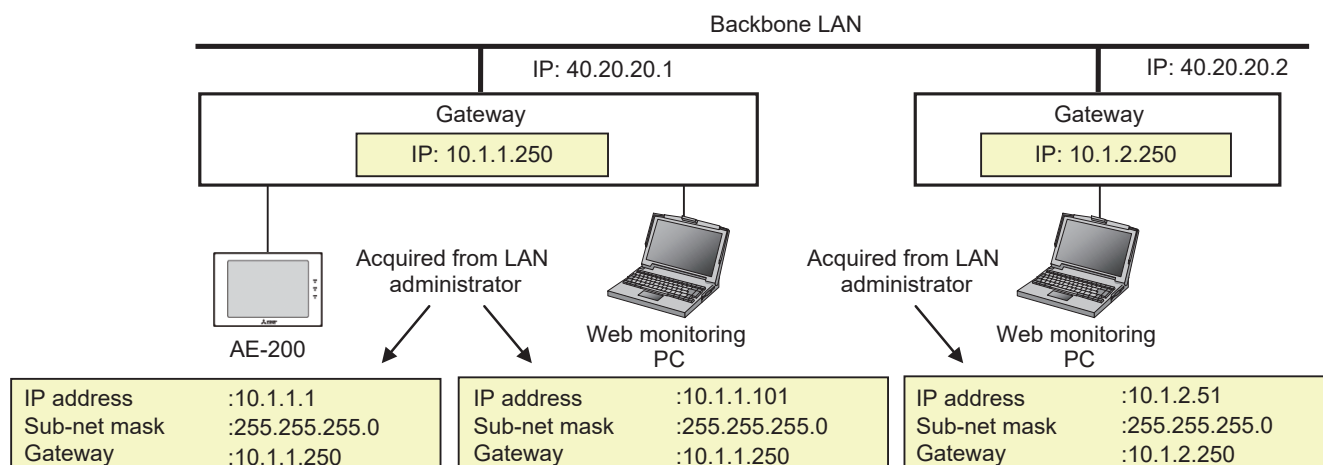 Backbone LAN
IP: 40.20.20.1
IP: 40.20.20.2
Gateway
IP: 10.1.1.250
Gateway
IP: 10.1.2.250
Acquired from LAN
administrator
Acquired from LAN
administrator
AE-200
Web monitoring
PC
Web monitoring
PC
IP address :10.1.1.1
Sub-net mask :255.255.255.0
Gateway :10.1.1.250
IP address :10.1.1.101
Sub-net mask :255.255.255.0
Gateway :10.1.1.250
IP address :10.1.2.51
Sub-net mask :255.255.255.0
Gateway :10.1.2.250